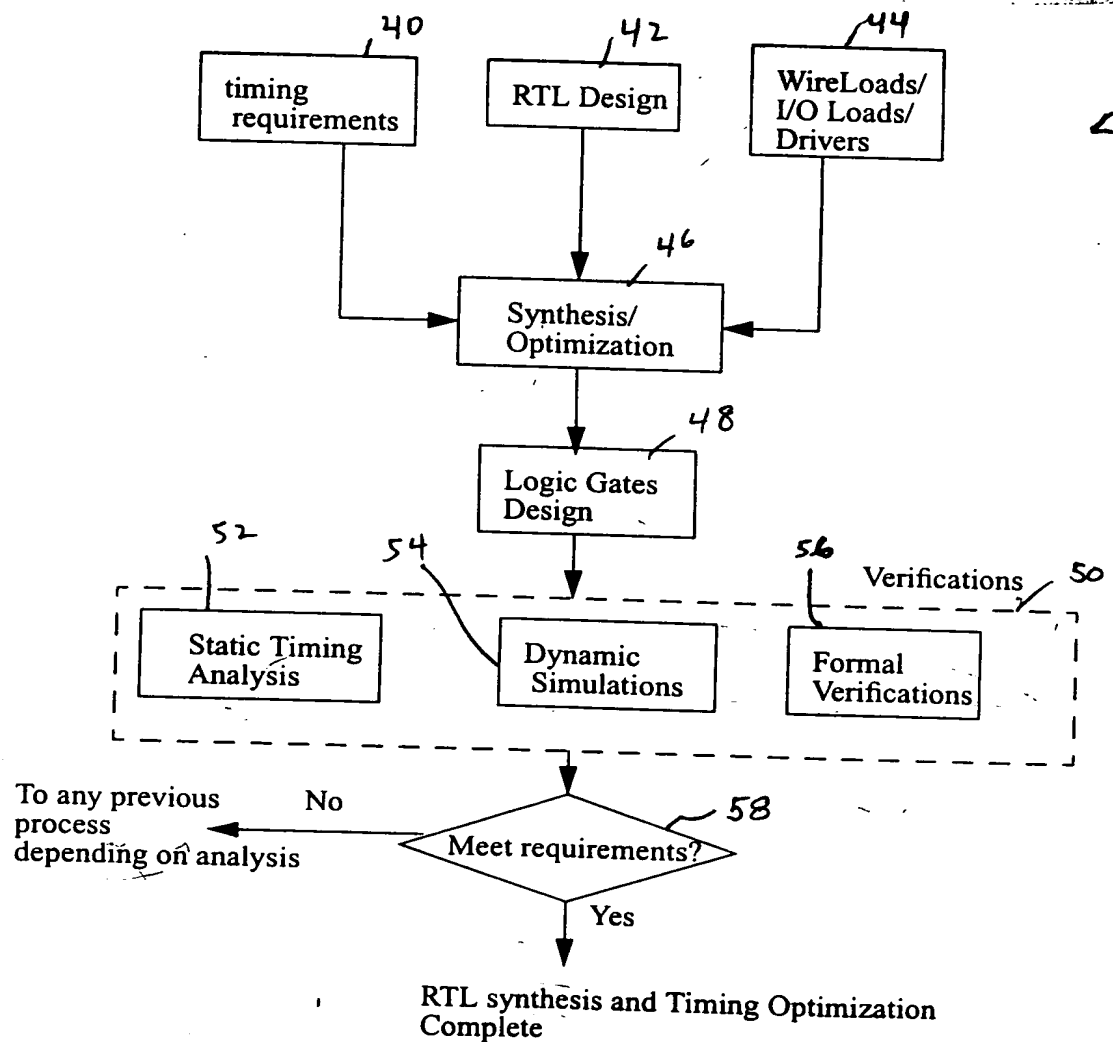 40
42
44
timing
requirements
RTL Design
WireLoads/
I/O Loads/
Drivers
46
Synthesis/
Optimization
48
Logic Gates
Design
52
54
56
Verifications
50
Static Timing
Analysis
Dynamic
Simulations
Formal
Verifications
To any previous
process
depending on analysis
No
58
Meet requirements?
Yes
RTL synthesis and Timing Optimization
Complete